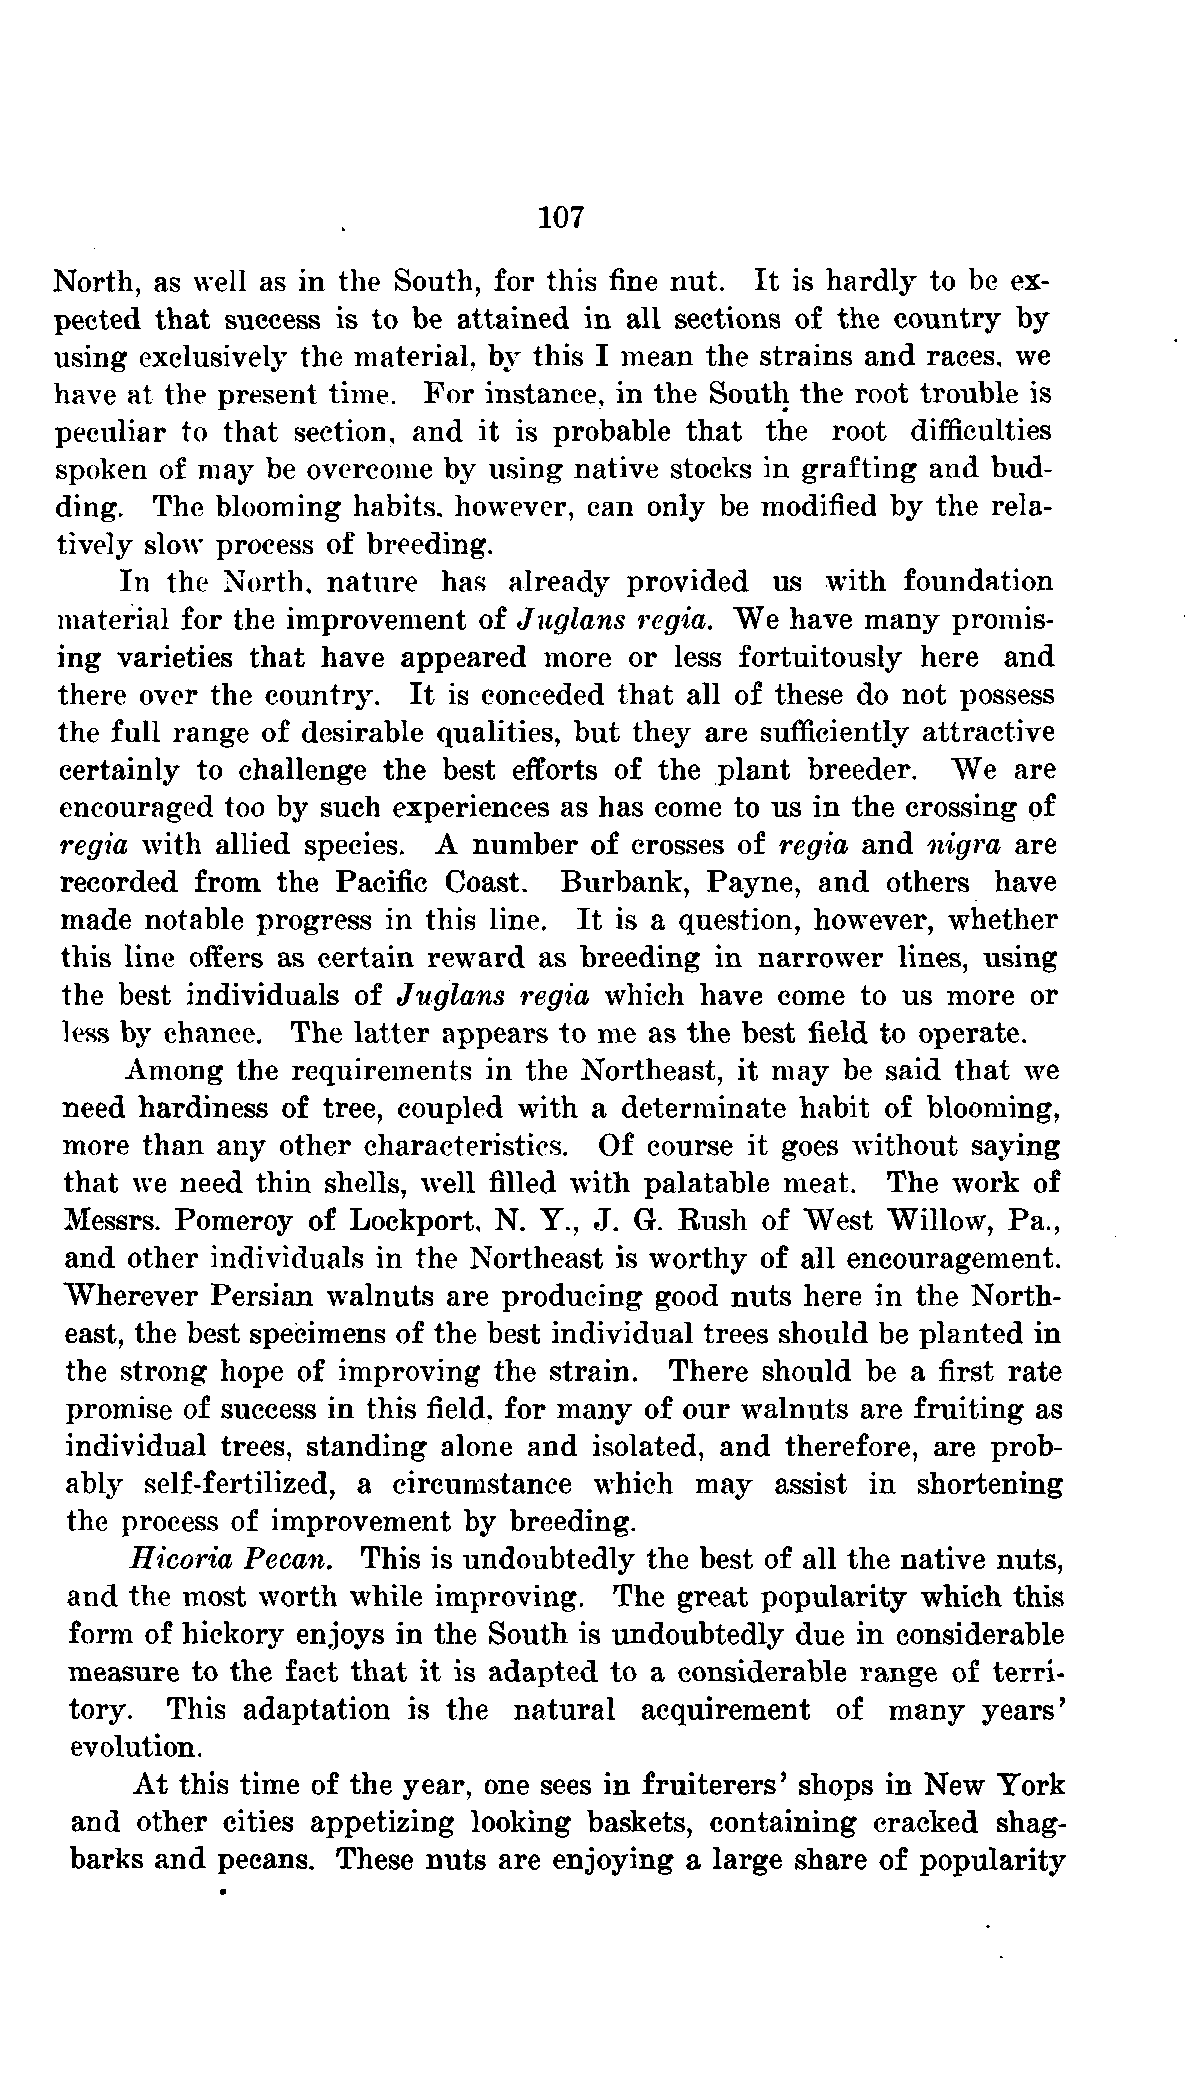 107
North, as well as in the South, for this fine nut. It is hardly to be ex-
pected that success is to be attained in all sections of the country by
using exclusively the material, by this I mean the strains and races, we
have at the present time. For instance, in the South the root trouble is
peculiar to that section, and it is probable that the root difficulties
spoken of may be overcome by using native stocks in grafting and bud-
ding. The blooming habits, however, can only be modified by the rela-
tively slow process of breeding.
In the North, nature has already provided us with foundation
material for the improvement of Juglans regia. We have many promis-
ing varieties that have appeared more or less fortuitously here and
there over the country. It is conceded that all of these do not possess
the full range of desirable qualities, but they are sufficiently attractive
certainly to challenge the best efforts of the plant breeder. We are
encouraged too by such experiences as has come to us in the crossing of
regia with allied species. A number of crosses of regia and nigra are
recorded from the Pacific Coast. Burbank, Payne, and others have
made notable progress in this line. It is a question, however, whether
this line offers as certain reward as breeding in narrower lines, using
the best individuals of Juglans regia which have come to us more or
less by chance. The latter appears to me as the best field to operate.
Among the requirements in the Northeast, it may be said that we
need hardiness of tree, coupled with a determinate habit of blooming,
more than any other characteristics. Of course it goes without saying
that we need thin shells, well filled with palatable meat. The work of
Messrs. Pomeroy of Lockport, N. Y., J. G. Rush of West Willow, Pa.,
and other individuals in the Northeast is worthy of all encouragement.
Wherever Persian walnuts are producing good nuts here in the North-
east, the best specimens of the best individual trees should be planted in
the strong hope of improving the strain. There should be a first rate
promise of success in this field, for many of our walnuts are fruiting as
individual trees, standing alone and isolated, and therefore, are prob-
ably self-fertilized, a circumstance which may assist in shortening
the process of improvement by breeding.
Hicoria Pecan. This is undoubtedly the best of all the native nuts,
and the most worth while improving. The great popularity which this
form of hickory enjoys in the South is undoubtedly due in considerable
measure to the fact that it is adapted to a considerable range of terri-
tory. This adaptation is the natural acquirement of many years'
evolution.
At this time of the year, one sees in fruiterers' shops in New York
and other cities appetizing looking baskets, containing cracked shag-
barks and pecans. These nuts are enjoying a large share of popularity